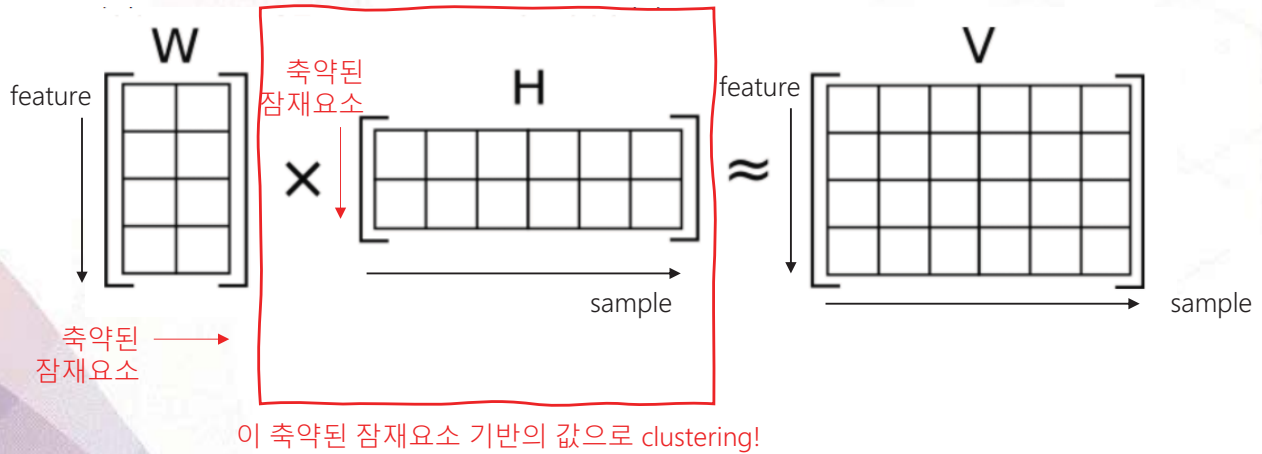 W
feature
축약된
잠재요소
×
축약된
잠재요소
H
sample
≈
V
feature
sample
이 축약된 잠재요소 기반의 값으로 clustering!